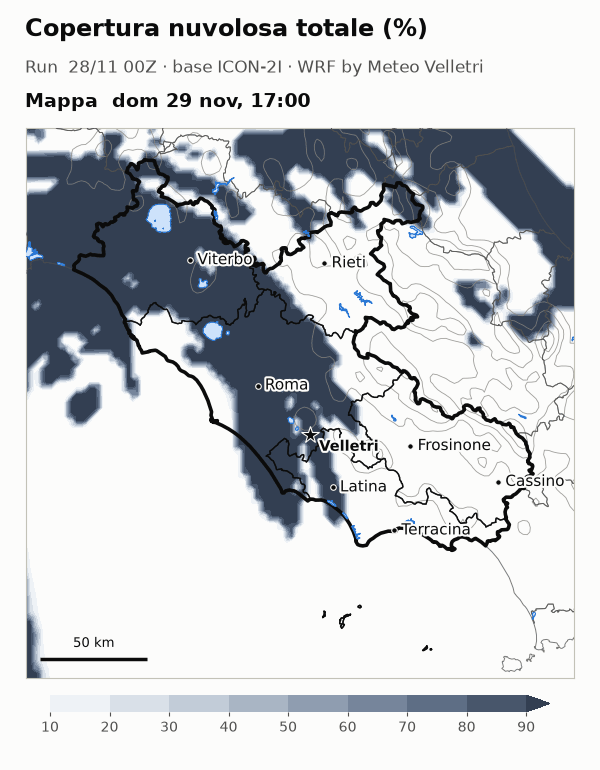 Copertura nuvolosa totale (%)
Run  28/11 00Z · base ICON-2I · WRF by Meteo Velletri
Mappa  dom 29 nov, 17:00
Viterbo
Rieti
Roma
Velletri
Frosinone
Latina
Cassino
Terracina
50 km
10 20 30 40 50 60 70 80 90